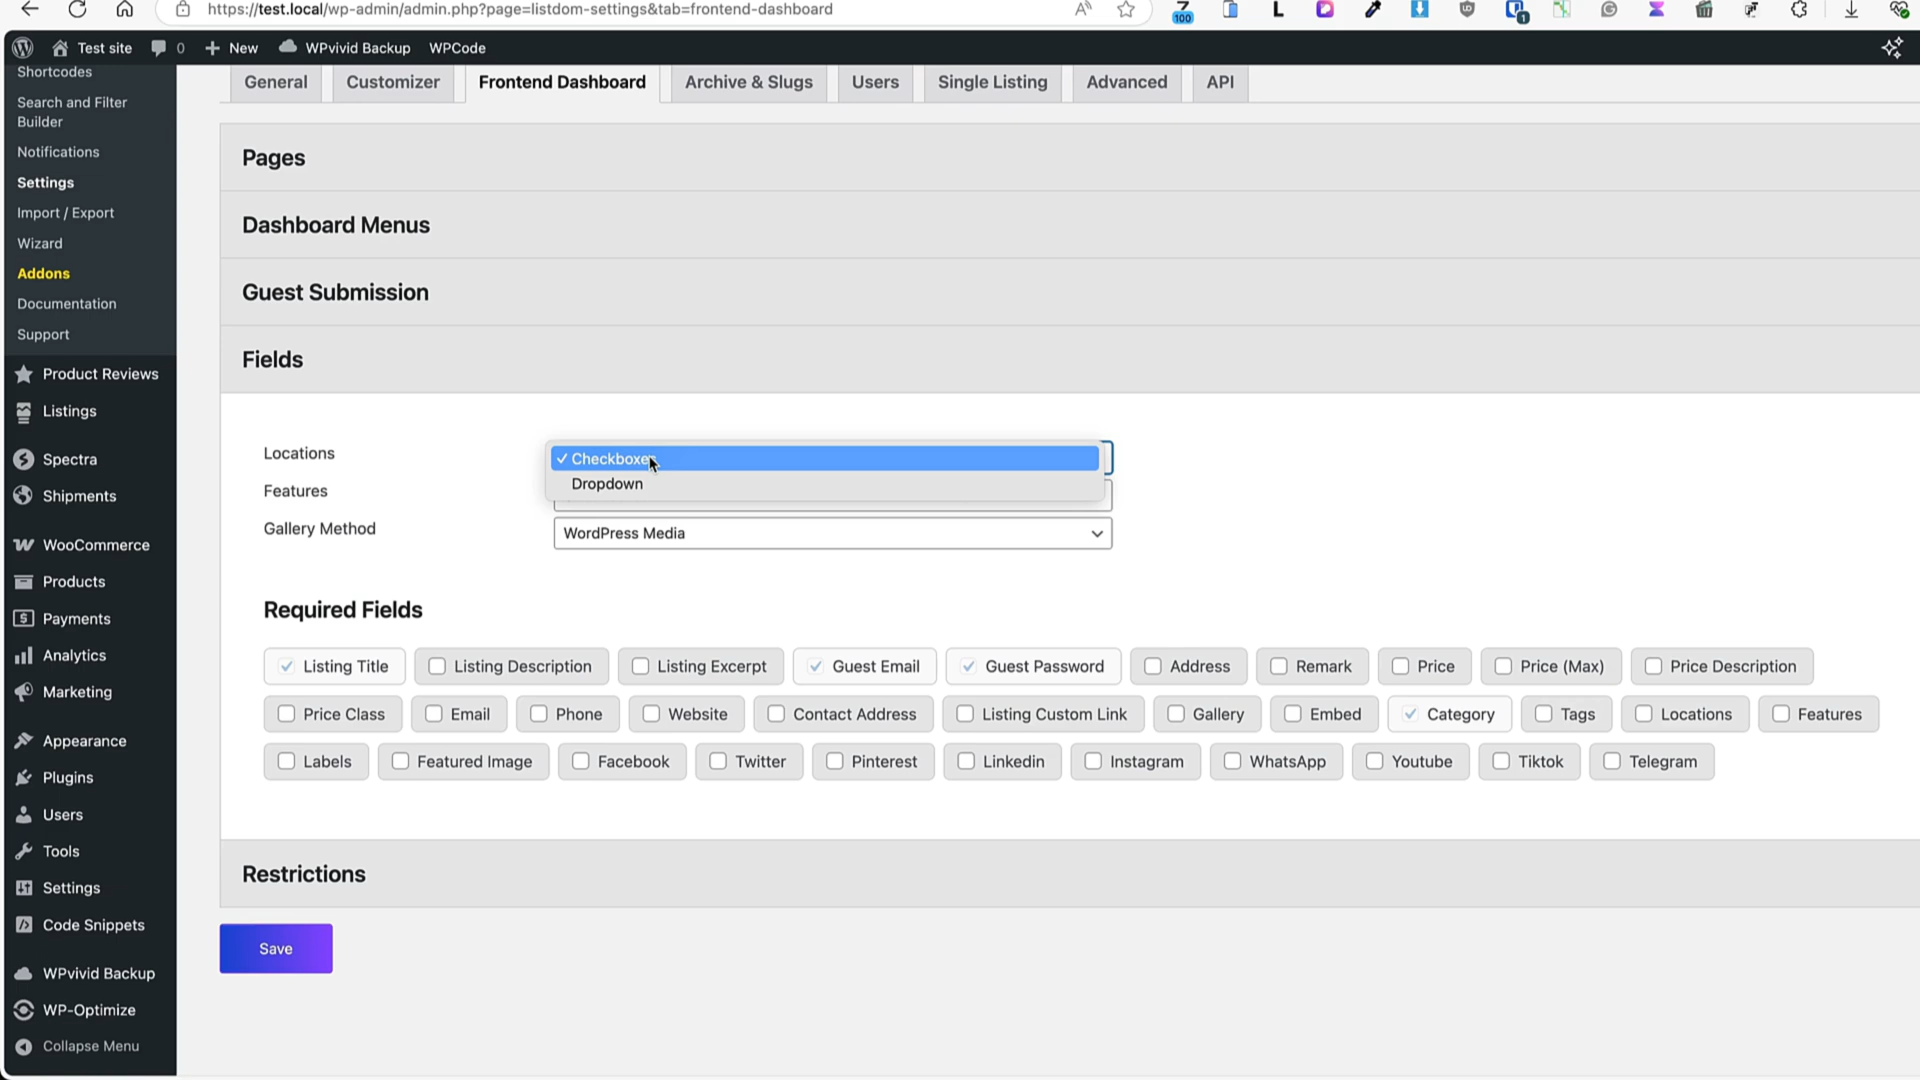 https://test.local/wp-admin/admin.php?page=listdom-settings&tab=frontend-dashboard
A
100
L
1
Test site
0
New
WPvivid Backup
WPCode
Shortcodes
Search and Filter
Builder
Notifications
Settings
Import / Export
Wizard
Addons
Documentation
Support
Product Reviews
Listings
Spectra
Shipments
WooCommerce
Products
Payments
Analytics
Marketing
Appearance
Plugins
Users
Tools
Settings
Code Snippets
WPvivid Backup
WP-Optimize
Collapse Menu
General
Customizer
Frontend Dashboard
Archive & Slugs
Users
Single Listing
Advanced
API
Pages
Dashboard Menus
Guest Submission
Fields
Locations
Checkboxes
Dropdown
Features
Gallery Method
WordPress Media
Required Fields
Listing Title
Listing Description
Listing Excerpt
Guest Email
Guest Password
Address
Remark
Price
Price (Max)
Price Description
Price Class
Email
Phone
Website
Contact Address
Listing Custom Link
Gallery
Embed
Category
Tags
Locations
Features
Labels
Featured Image
Facebook
Twitter
Pinterest
Linkedin
Instagram
WhatsApp
Youtube
Tiktok
Telegram
Restrictions
Save